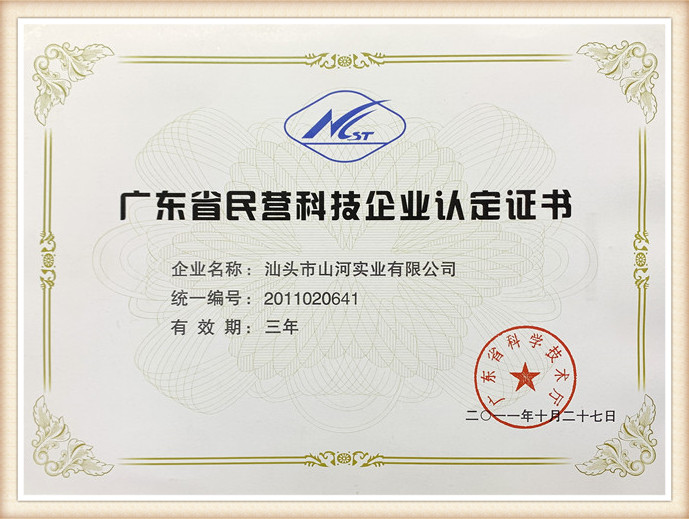 NCST
广东省民营科技企业认定证书
企业名称：汕头市山河实业有限公司
统一编号：2011020641
有 效 期：三年
广东省科学技术厅
二〇一一年十月二十七日